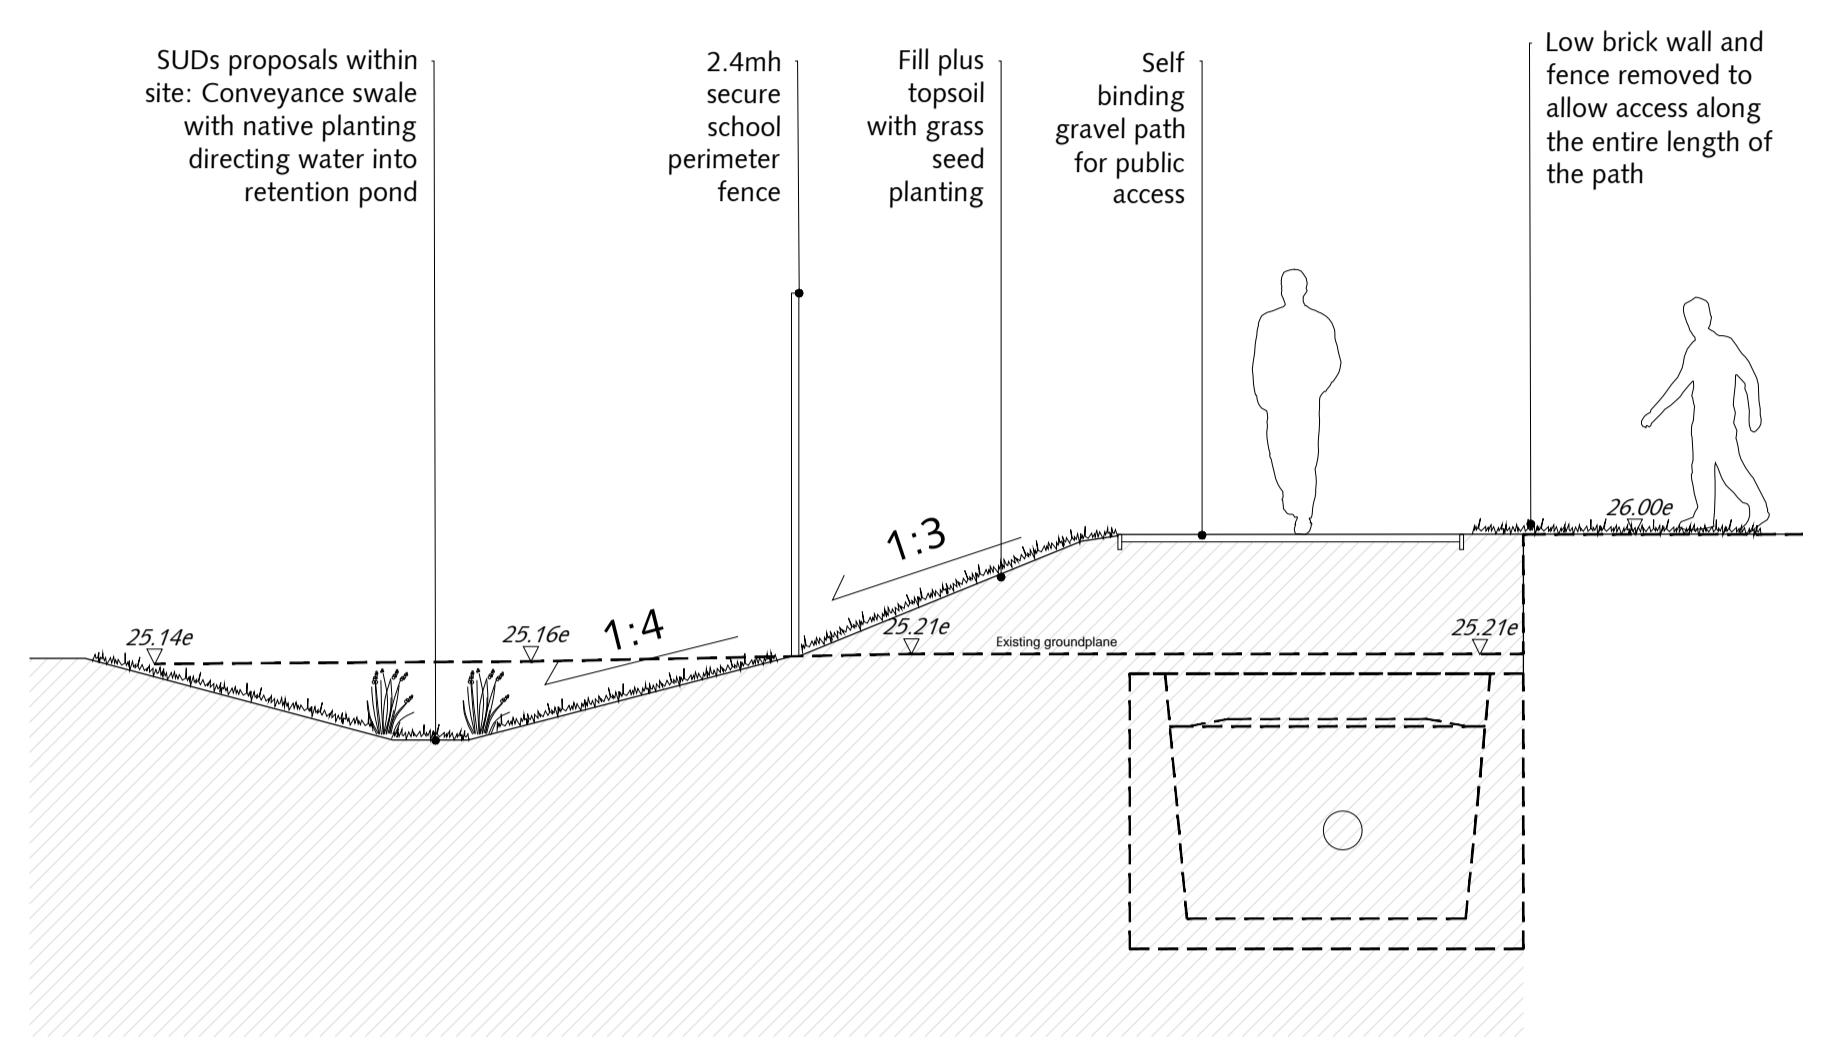 SUDs proposals within
site: Conveyance swale
with native planting
directing water into
retention pond
2.4mh
secure
school
perimeter
fence
Fill plus
topsoil
with grass
seed
planting
Self
binding
gravel path
for public
access
Low brick wall and
fence removed to
allow access along
the entire length of
the path
26.00e
1:3
1:4
25.14e
25.16e
25.21e
Existing groundplane
25.21e